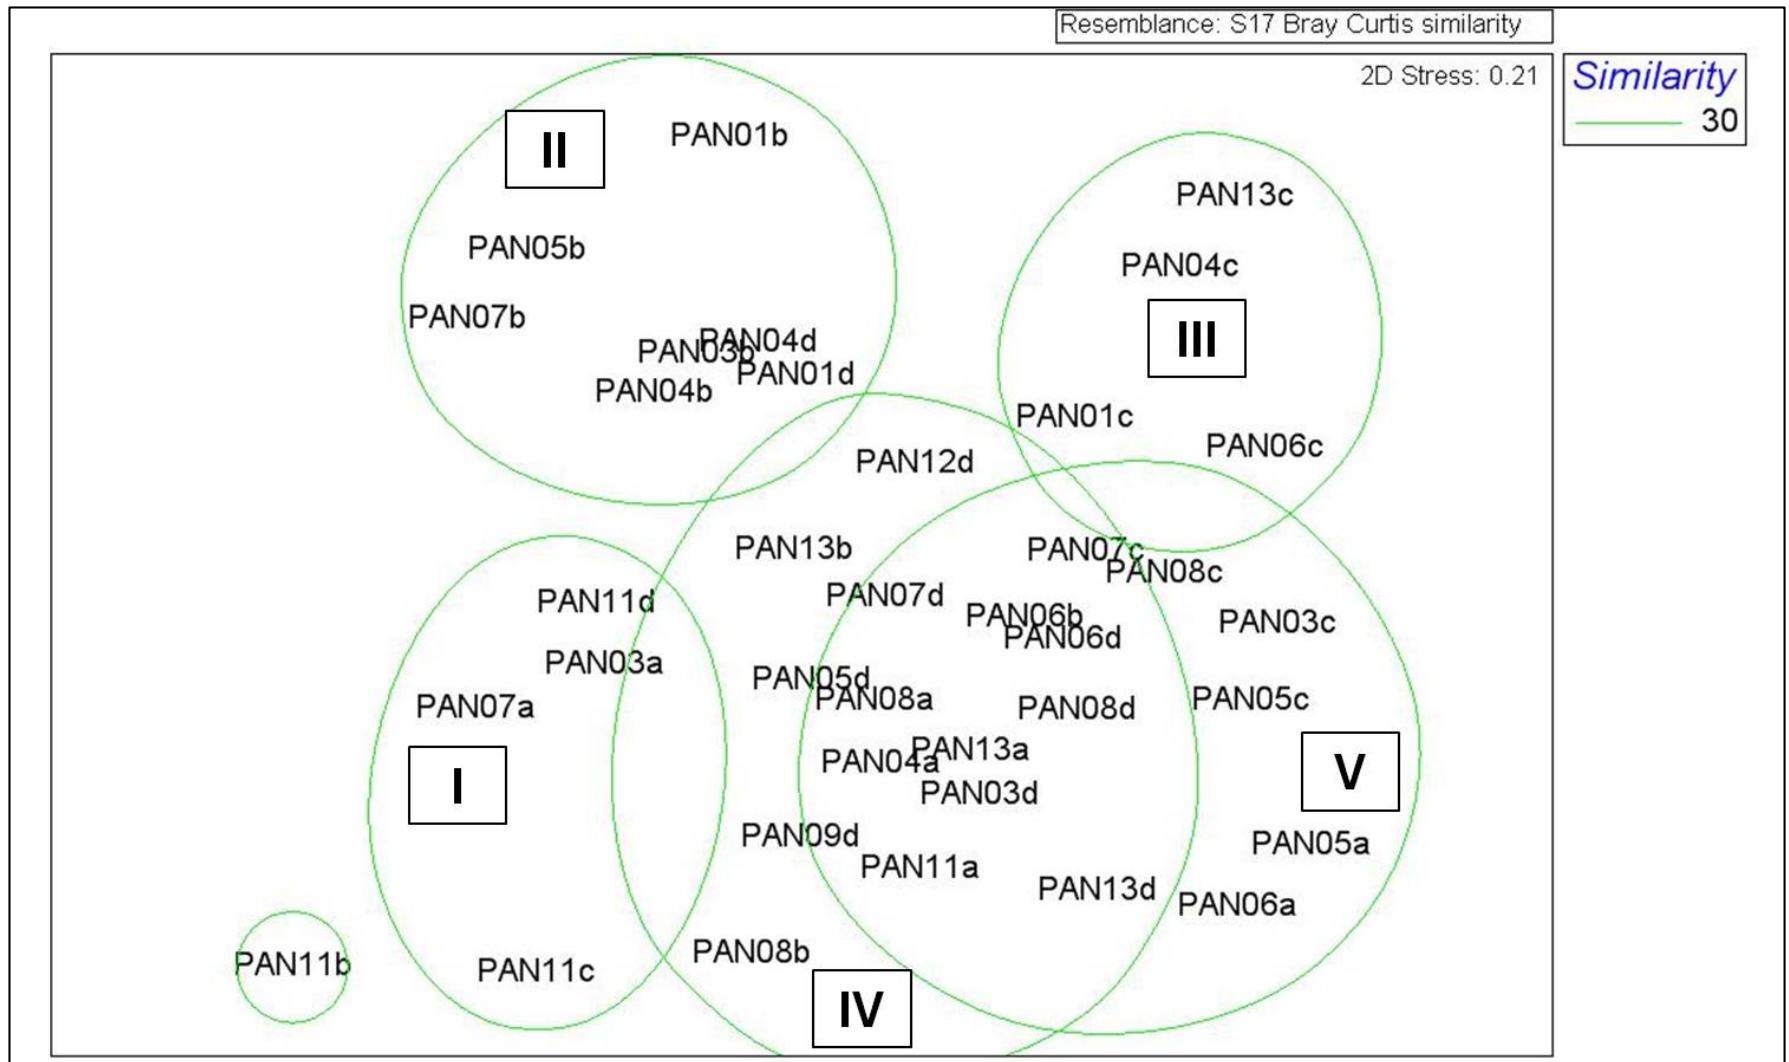 Resemblance: S17 Bray Curtis similarity
2D Stress: 0.21
Similarity
30
II
PAN01b
PAN13c
PAN05b
PAN04c
PAN07b
III
PAN04d
PAN03b
PAN01d
PAN04b
PAN01c
PAN06c
PAN12d
PAN13b
PAN07c
PAN08c
PAN11d
PAN07d
PAN06b
PAN03c
PAN06d
PAN03a
PAN05d
PAN08a
PAN05c
PAN07a
PAN08d
PAN13a
PAN04a
I
V
PAN03d
PAN09d
PAN05a
PAN11a
PAN13d
PAN06a
PAN08b
PAN11b
PAN11c
IV